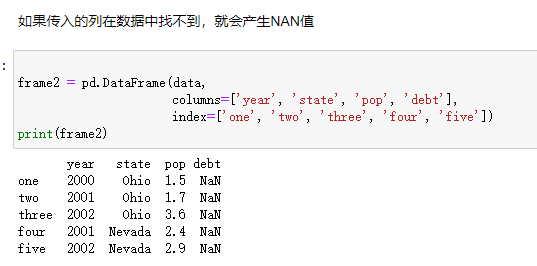 如果传入的列在数据中找不到，就会产生NAN值
:
frame2 = pd.DataFrame(data,
columns=['year', 'state', 'pop', 'debt'],
index=['one', 'two', 'three', 'four', 'five'])
print(frame2)
year state pop debt
one 2000 Ohio 1.5 NaN
two 2001 Ohio 1.7 NaN
three 2002 Ohio 3.6 NaN
four 2001 Nevada 2.4 NaN
five 2002 Nevada 2.9 NaN